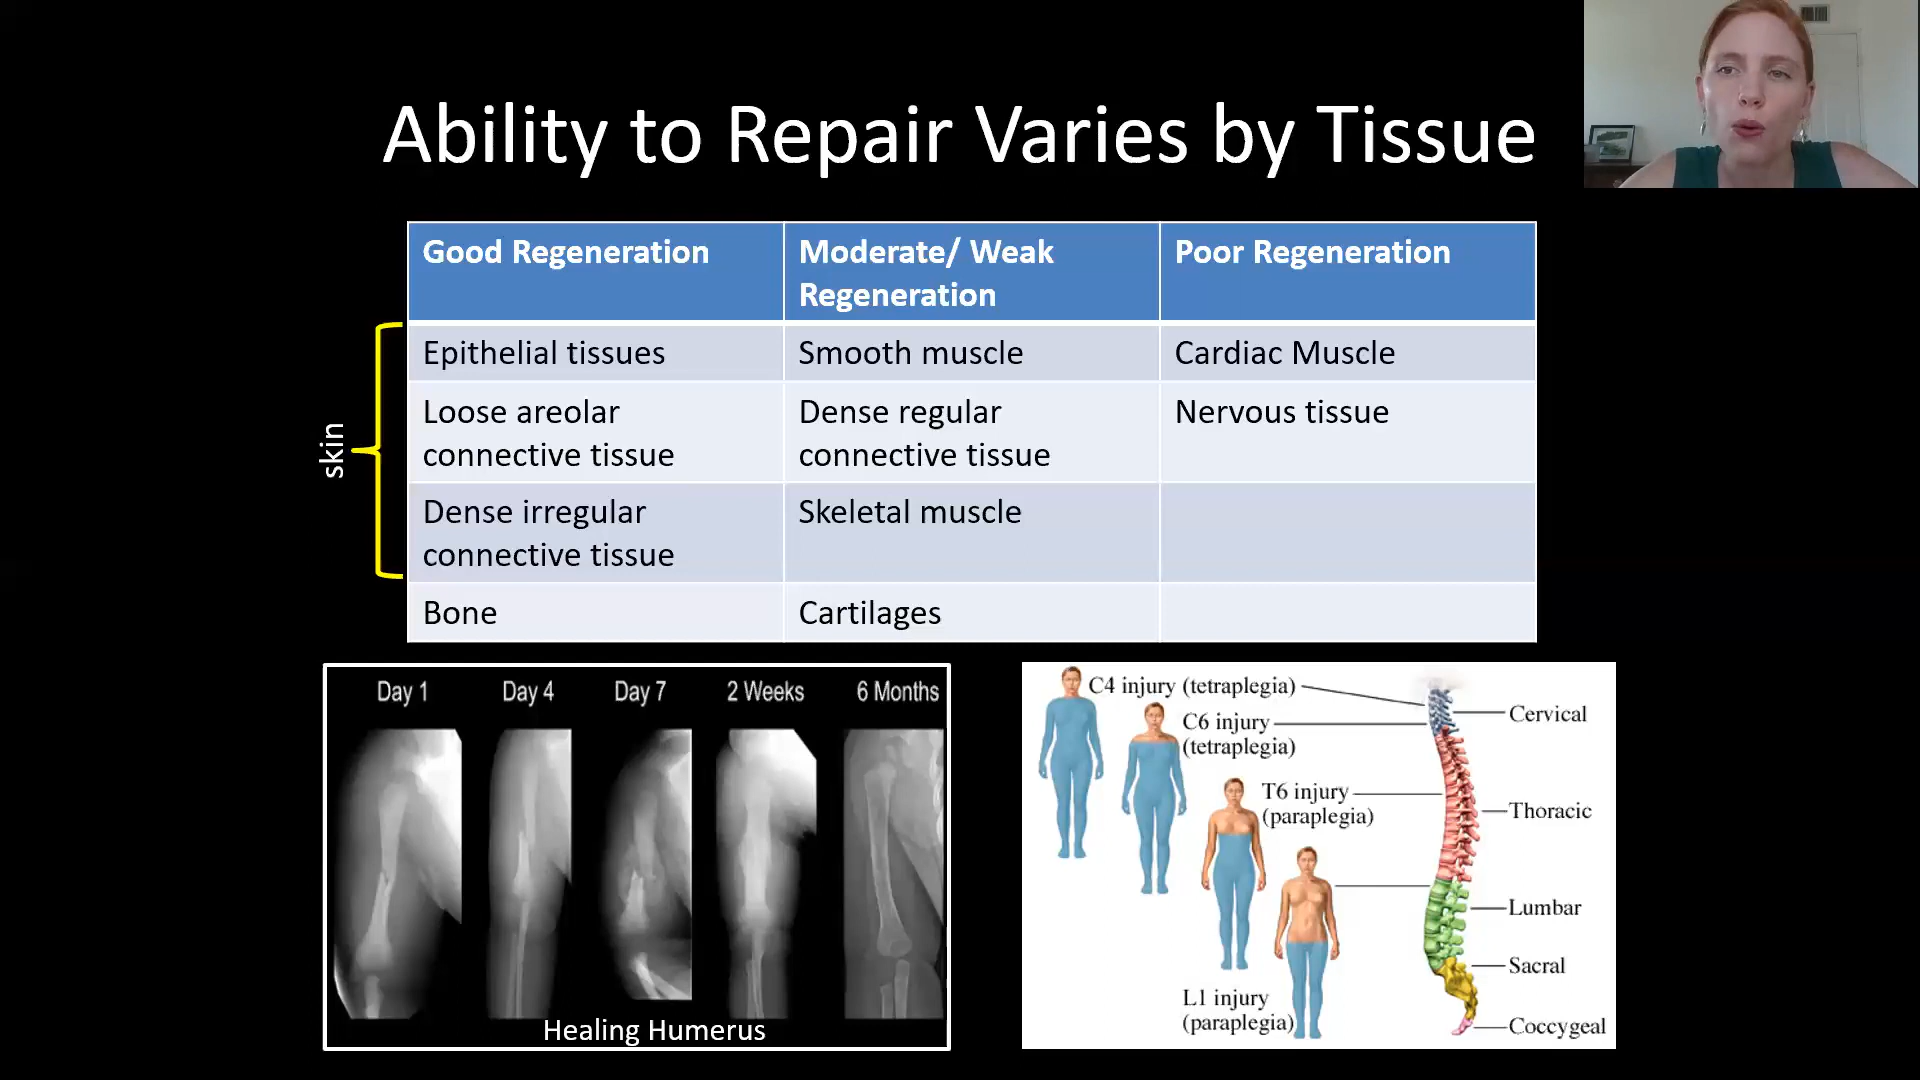 Ability to Repair Varies by Tissue
Good Regeneration
Moderate/ Weak
Regeneration
Poor Regeneration
skin
Epithelial tissues
Smooth muscle
Cardiac Muscle
Loose areolar
connective tissue
Dense regular
connective tissue
Nervous tissue
Dense irregular
connective tissue
Skeletal muscle
Bone
Cartilages
Day 1
Day 4
Day 7
2 Weeks
6 Months
Healing Humerus
C4 injury (tetraplegia)
C6 injury
(tetraplegia)
T6 injury
(paraplegia)
L1 injury
(paraplegia)
Cervical
Thoracic
Lumbar
Sacral
Coccygeal